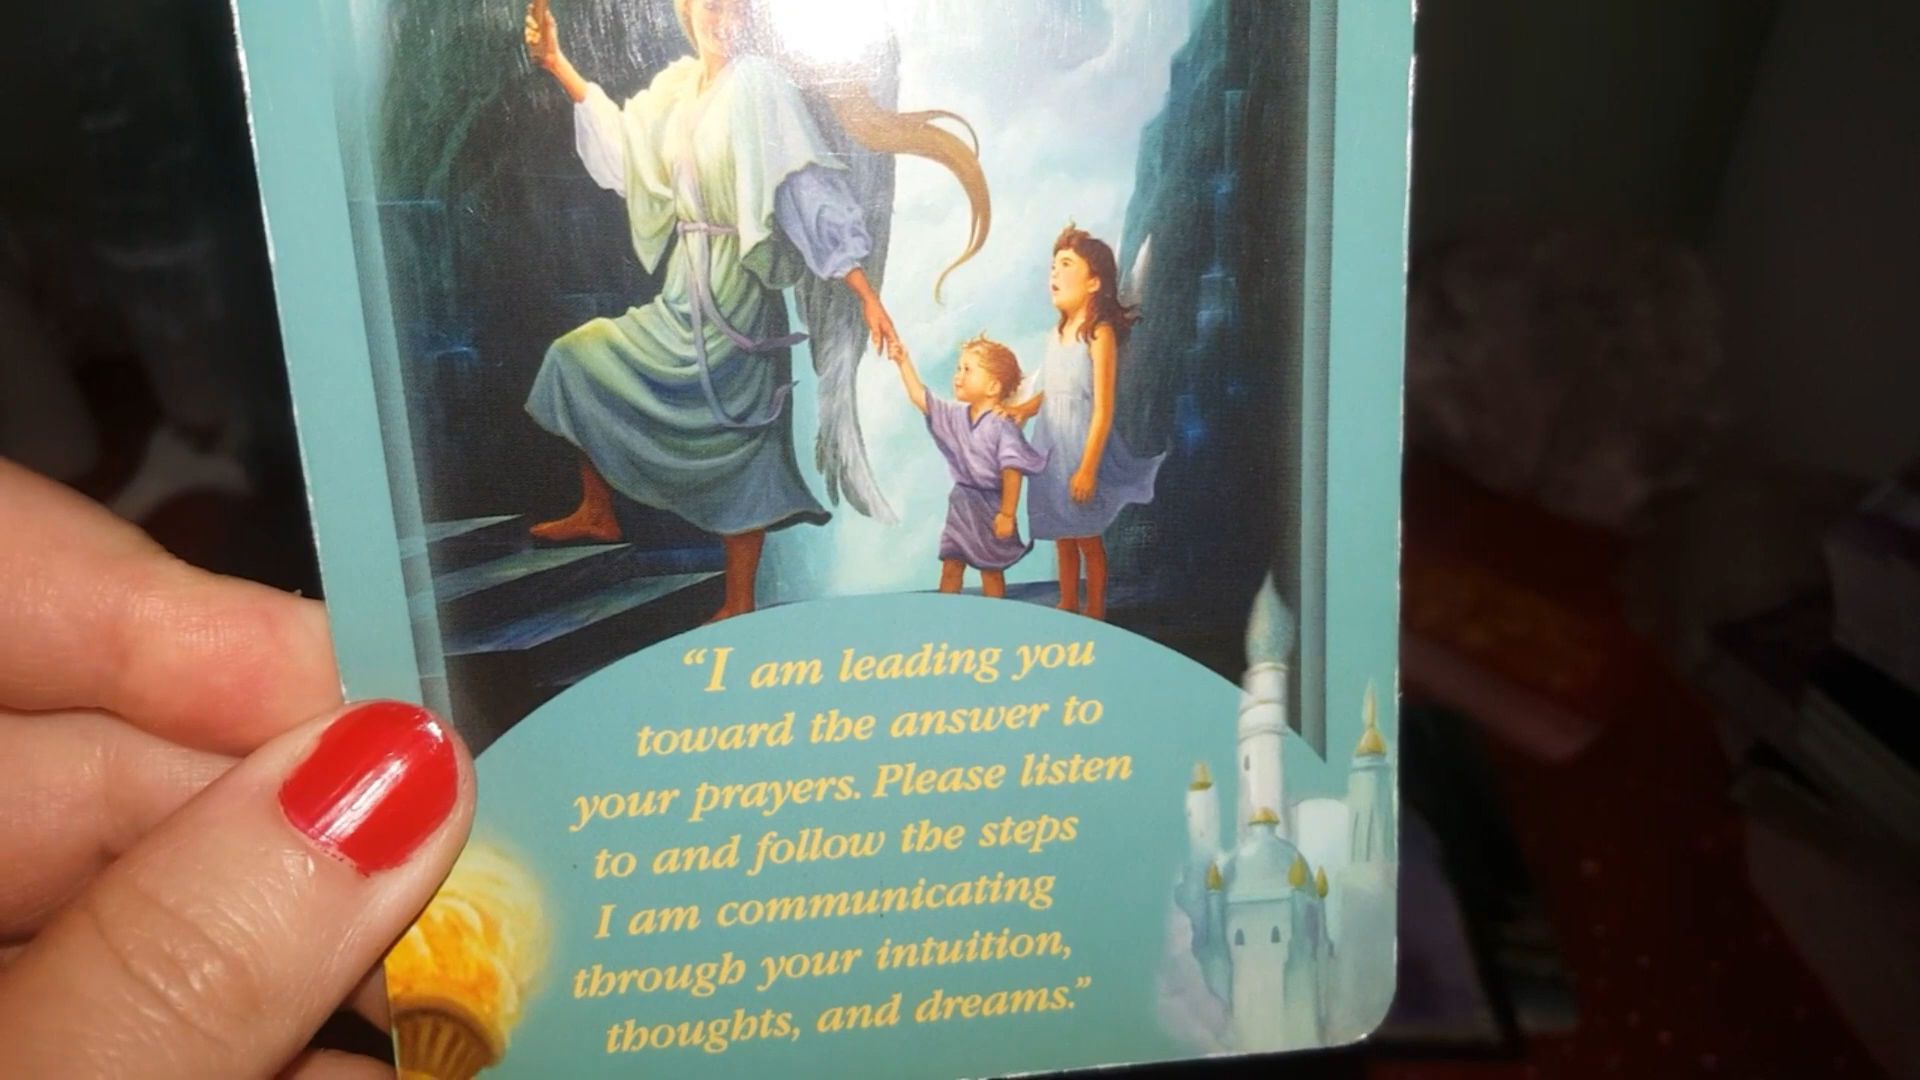 “I am leading you
toward the answer to
your prayers. Please listen
to and follow the steps
I am communicating
through your intuition,
thoughts, and dreams.”